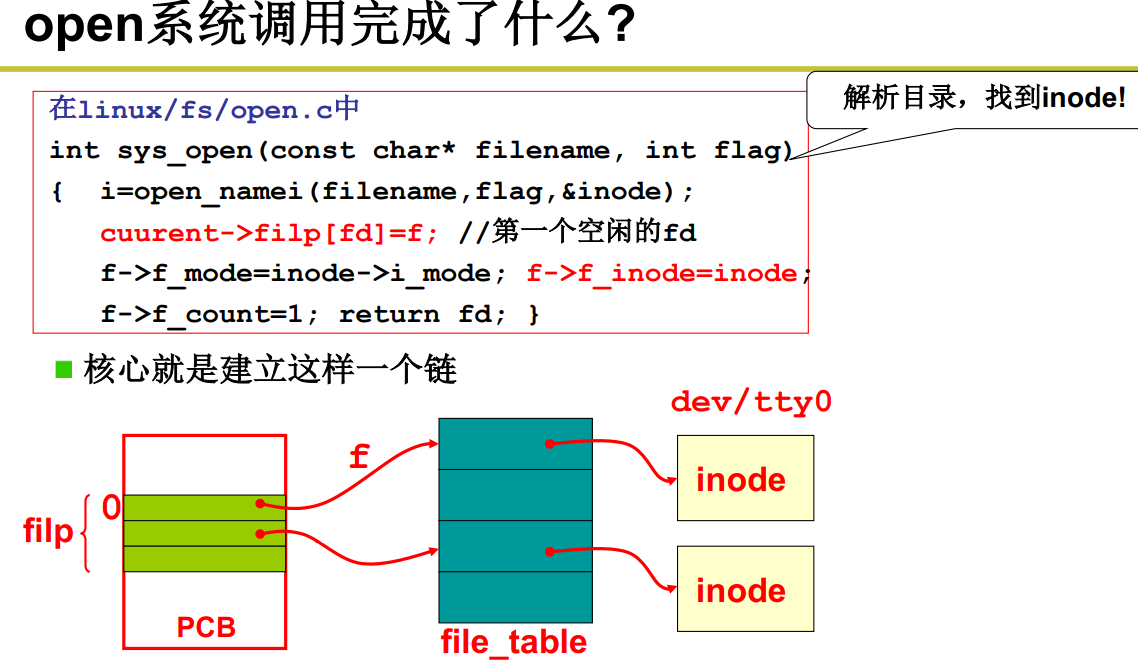 open系统调用完成了什么?
解析目录，找到inode!
在linux/fs/open.c中
int sys_open(const char* filename, int flag)
{ i=open_namei(filename,flag,&inode);
cuurent->filp[fd]=f; //第一个空闲的fd
f->f_mode=inode->i_mode; f->f_inode=inode;
f->f_count=1; return fd; }
核心就是建立这样一个链
dev/tty0
f
inode
0
filp
inode
PCB
file_table